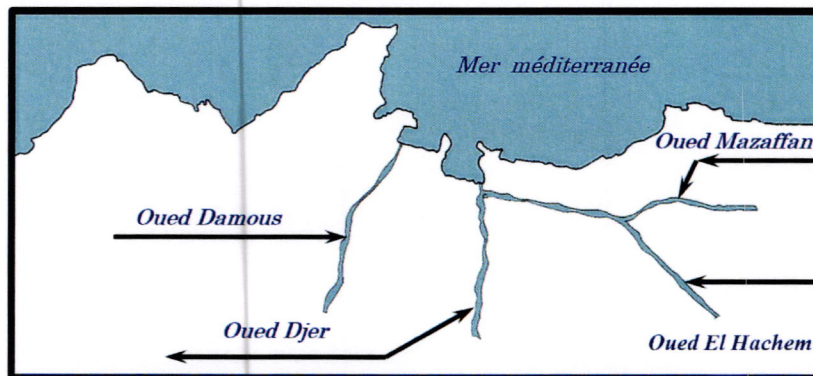 Mer méditerranée
Oued Mazaffan
Oued Damous
Oued Djer
Oued El Hachem